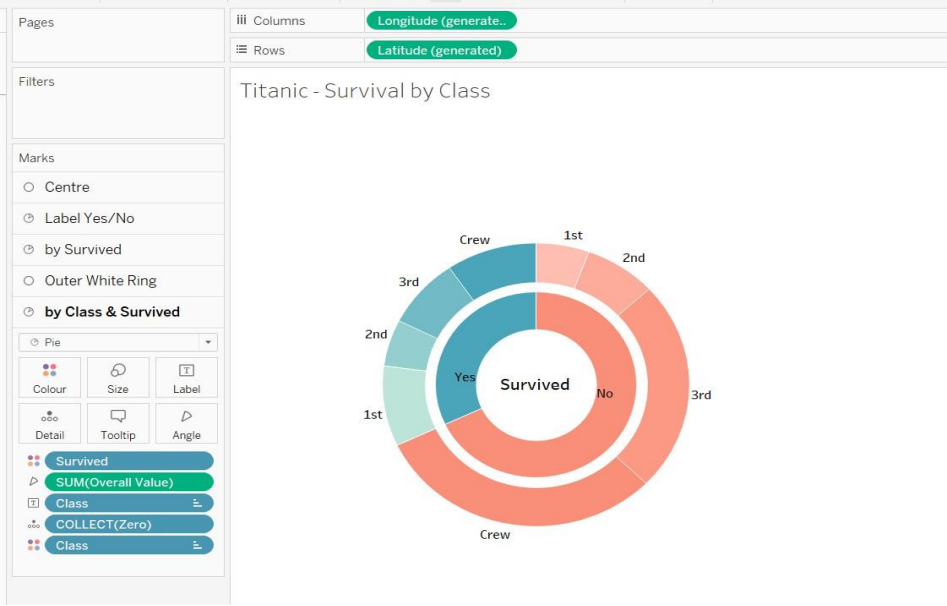 Pages
iii Columns
Longitude (generate..
Rows
Latitude (generated)
Filters
Titanic - Survival by Class
Marks
Centre
Label Yes/No
by Survived
Outer White Ring
by Class & Survived
Pie
Colour
Size
T
Label
Detail
Tooltip
Angle
Survived
SUM(Overall Value)
T
Class
COLLECT(Zero)
Class
Crew
1st
2nd
3rd
2nd
Yes
Survived
No
3rd
1st
Crew